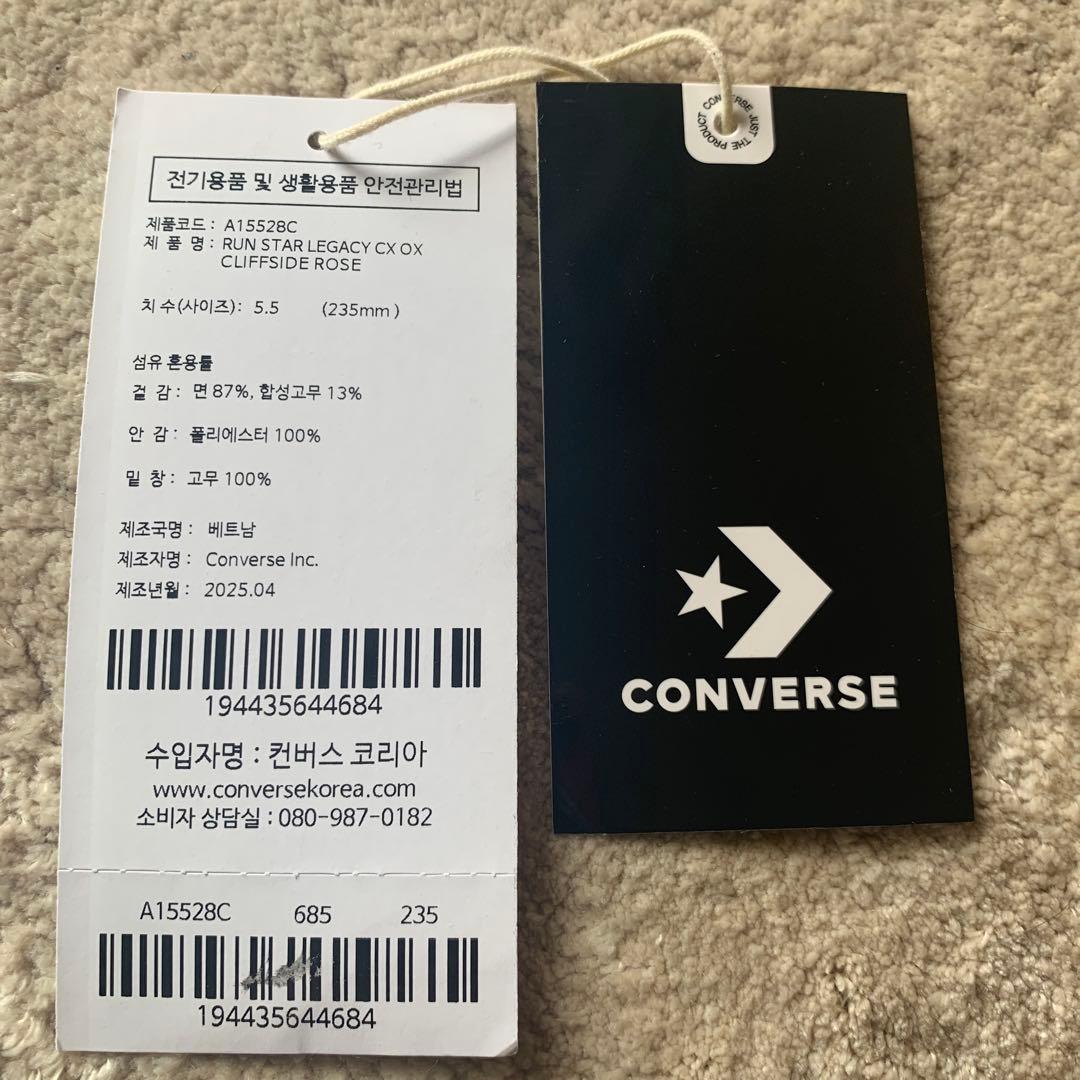 전기용품 및 생활용품 안전관리법
제품코드 : A15528C
제 품 명 : RUN STAR LEGACY CX OX
CLIFFSIDE ROSE
치 수(사이즈) : 5.5 (235mm )
섬유 혼용률
겉 감 : 면 87%, 합성고무 13%
안 감 : 폴리에스터 100%
밑 창 : 고무 100%
제조국명 : 베트남
제조자명 : Converse Inc.
제조년월 : 2025.04
194435644684
수입자명 : 컨버스 코리아
www.conversekorea.com
소비자 상담실 : 080-987-0182
A15528C 685 235
194435644684
CONVERSE JUST THE PRODUCT
CONVERSE